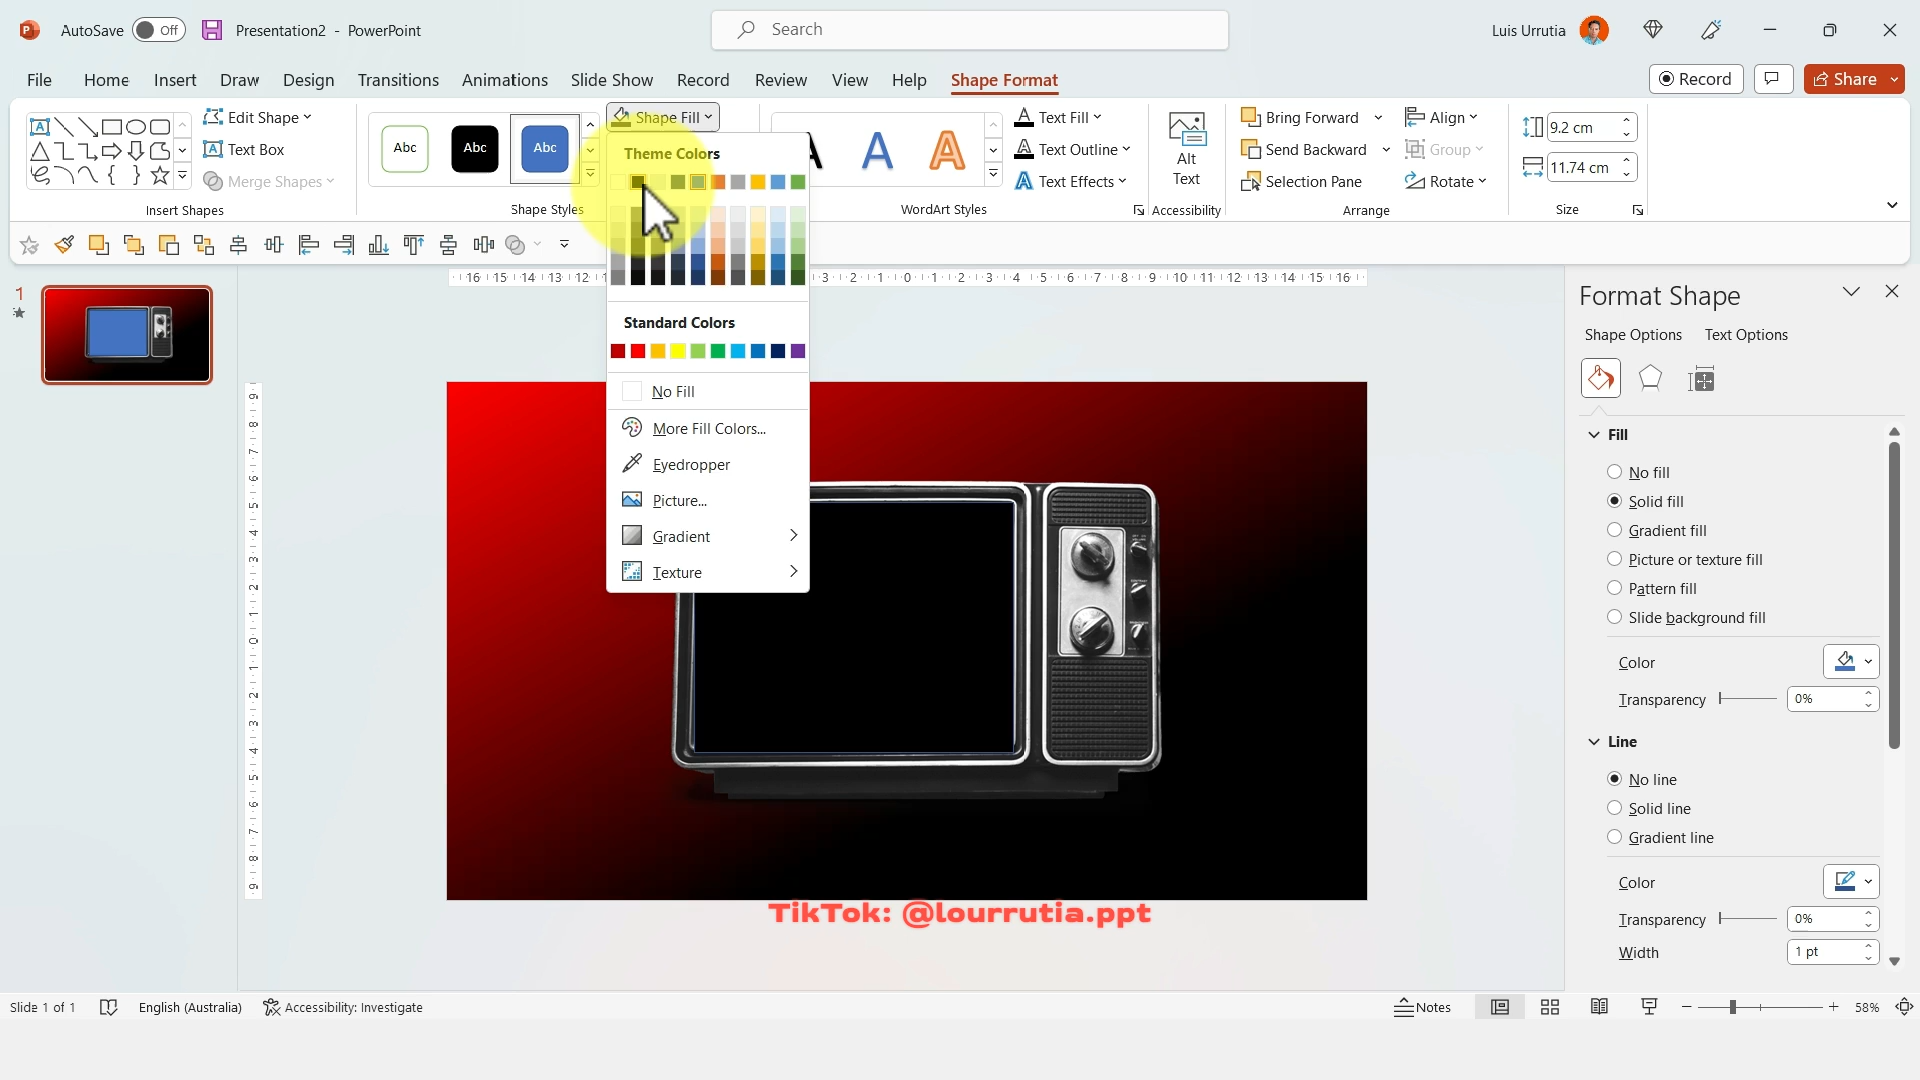 AutoSave Off Presentation2 - PowerPoint Search Luis Urrutia
File Home Insert Draw Design Transitions Animations Slide Show Record Review View Help Shape Format Record Share
Edit Shape
Text Box
Merge Shapes
Insert Shapes
Abc Abc Abc
Shape Styles
Shape Fill
A A
WordArt Styles
Text Fill
Text Outline
Text Effects
Alt
Text
Accessibility
Bring Forward
Send Backward
Selection Pane
Align
Group
Rotate
Arrange
9.2 cm
11.74 cm
Size
Theme Colors
Standard Colors
No Fill
More Fill Colors...
Eyedropper
Picture...
Gradient
Texture
1
Format Shape
Shape Options Text Options
Fill
No fill
Solid fill
Gradient fill
Picture or texture fill
Pattern fill
Slide background fill
Color
Transparency 0%
Line
No line
Solid line
Gradient line
Color
Transparency 0%
Width 1 pt
TikTok: @lourrutia.ppt
Slide 1 of 1 English (Australia) Accessibility: Investigate Notes 58%